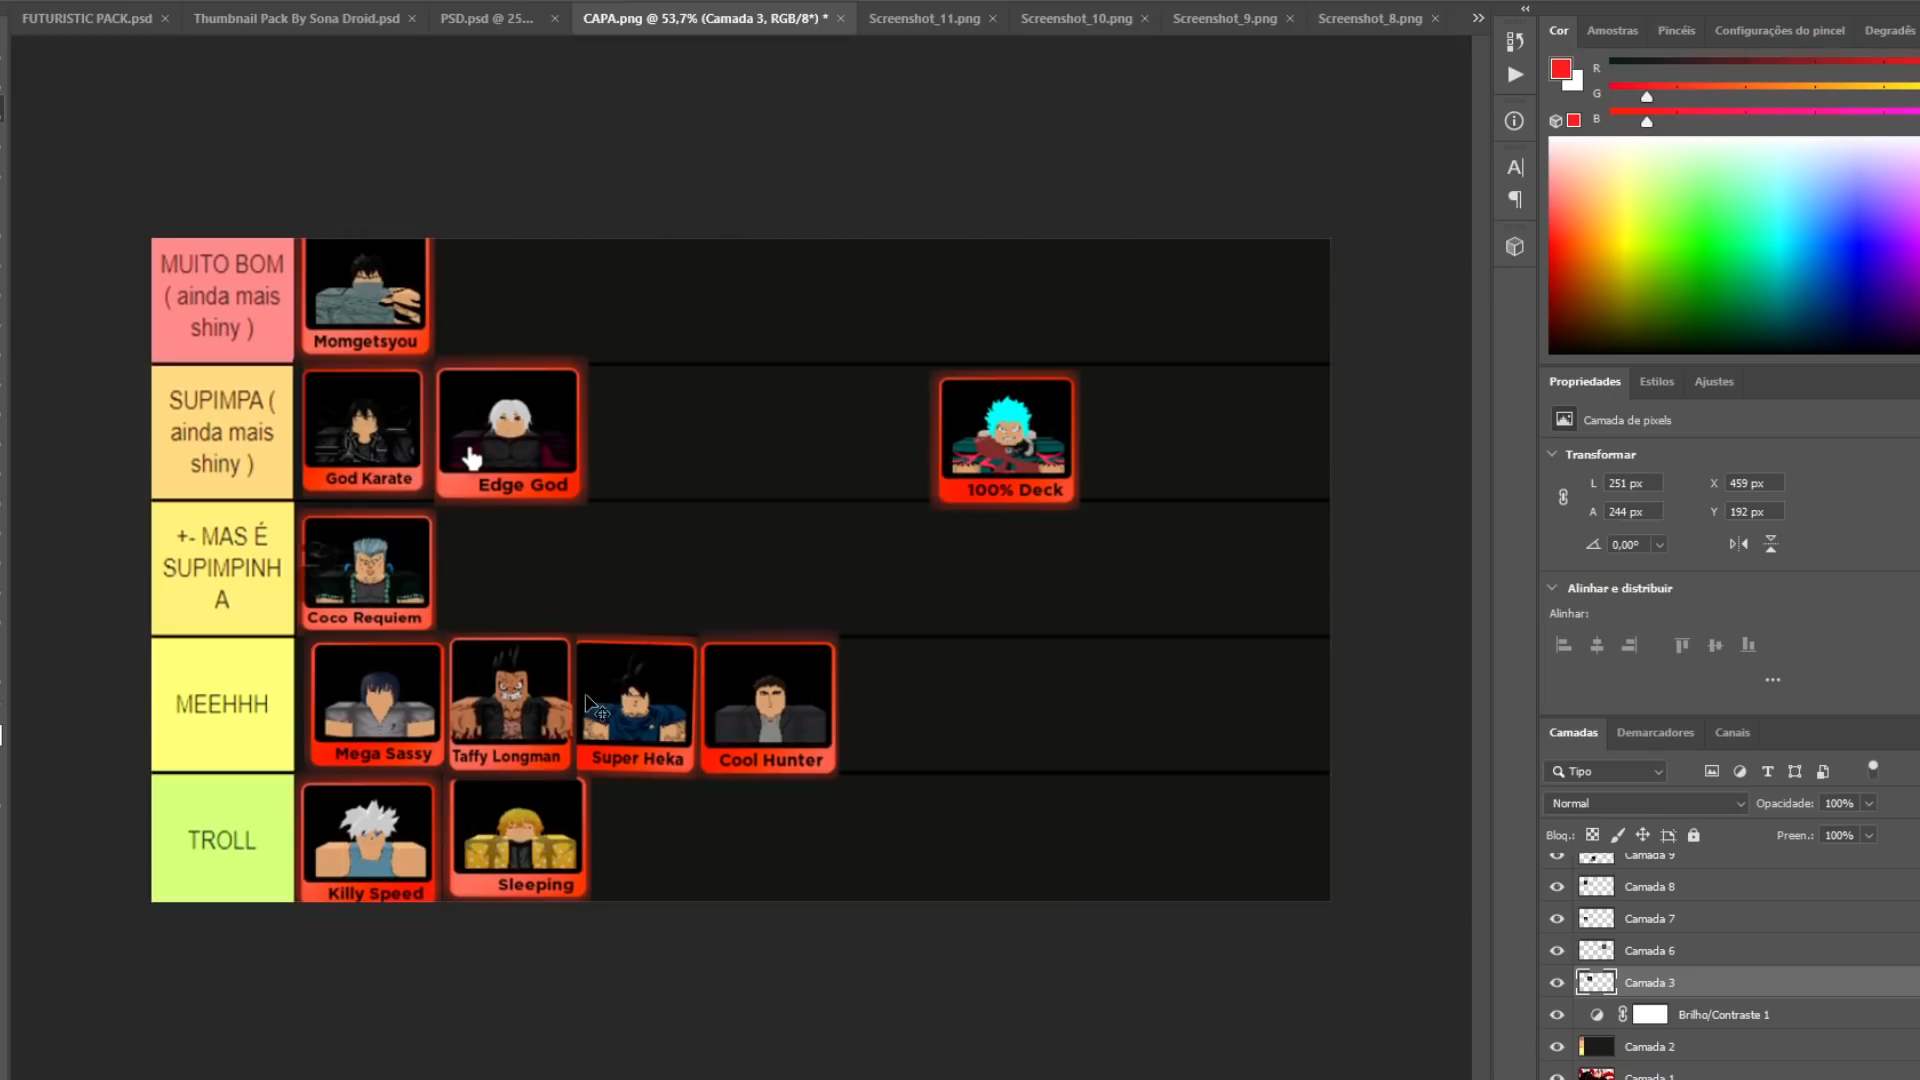 FUTURISTIC PACK.psd
Thumbnail Pack By Sona Droid.psd
PSD.psd @ 25...
CAPA.png @ 53,7% (Camada 3, RGB/8*) *
Screenshot_11.png
Screenshot_10.png
Screenshot_9.png
Screenshot_8.png
Cor
Amostras
Pincéis
Configurações do pincel
Degradês
R
G
B
MUITO BOM
( ainda mais
shiny )
Momgetsyou
SUPIMPA (
ainda mais
shiny )
God Karate
Edge God
100% Deck
+- MAS É
SUPIMPINH
A
Coco Requiem
MEEHHH
Mega Sassy
Taffy Longman
Super Heka
Cool Hunter
TROLL
Killy Speed
Sleeping
Propriedades
Estilos
Ajustes
Camada de pixels
Transformar
L
251 px
X
459 px
A
244 px
Y
192 px
0,00°
Alinhar e distribuir
Alinhar:
Camadas
Demarcadores
Canais
Tipo
Normal
Opacidade:
100%
Bloq.:
Preen.:
100%
Camada 9
Camada 8
Camada 7
Camada 6
Camada 3
Brilho/Contraste 1
Camada 2
Camada 1